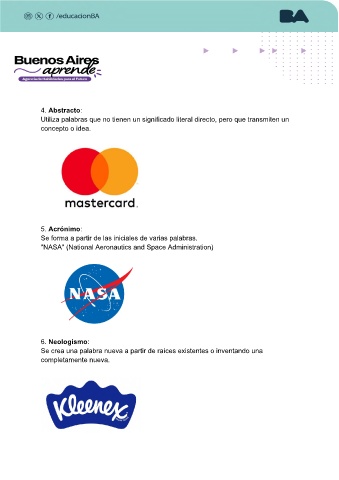 /educacionBA
BA
Buenos Aires
aprende
Agencia de Habilidades para el Futuro
4. Abstracto:
Utiliza palabras que no tienen un significado literal directo, pero que transmiten un
concepto o idea.
mastercard.
5. Acrónimo:
Se forma a partir de las iniciales de varias palabras.
"NASA" (National Aeronautics and Space Administration)
NASA
6. Neologismo:
Se crea una palabra nueva a partir de raíces existentes o inventando una
completamente nueva.
Kleenex